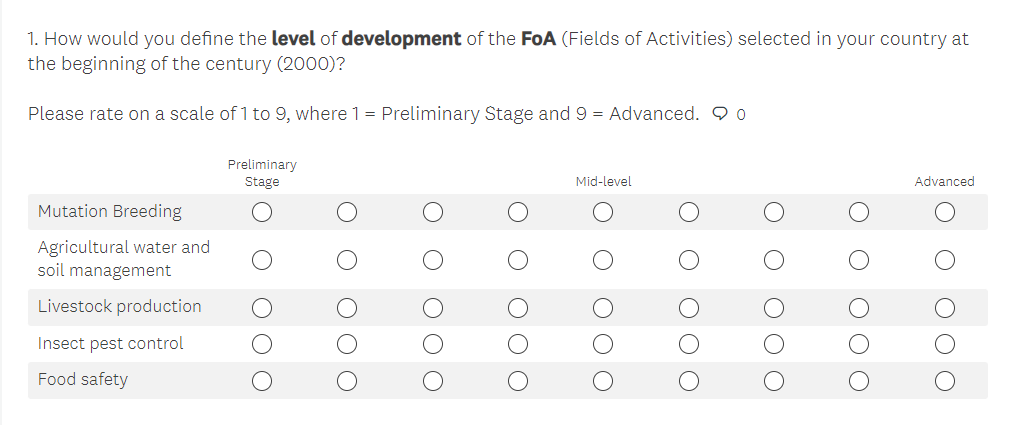 1. How would you define the level of development of the FoA (Fields of Activities) selected in your country at
the beginning of the century (2000)?
Please rate on a scale of 1 to 9, where 1 = Preliminary Stage and 9 = Advanced. 0
Preliminary
Stage
Mid-level
Advanced
Mutation Breeding
Agricultural water and
soil management
Livestock production
Insect pest control
Food safety